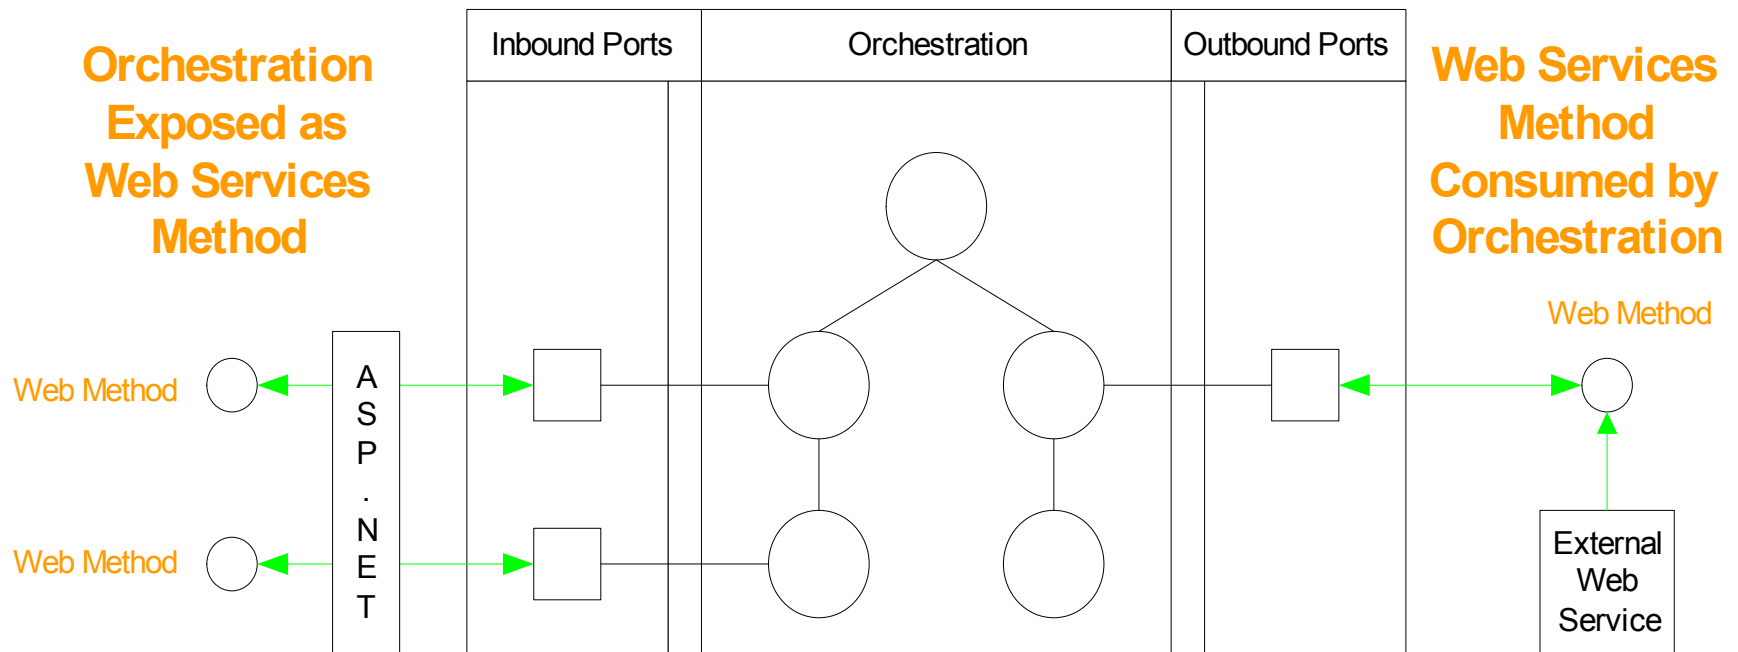 Orchestration
Exposed as
Web Services
Method
Inbound Ports
Orchestration
Outbound Ports
Web Services
Method
Consumed by
Orchestration
Web Method
Web Method
Web Method
A
S
P
.
N
E
T
External
Web
Service